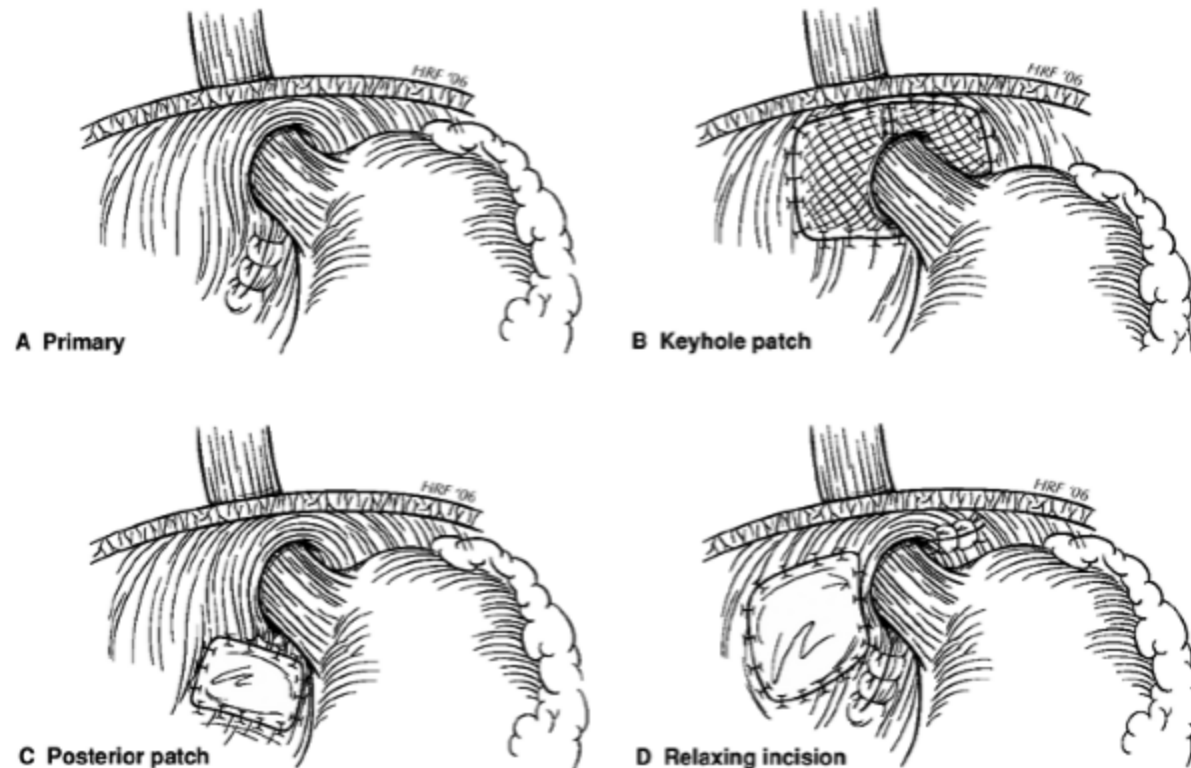 HRF '06
HRF '06
A Primary
B Keyhole patch
HRF '06
HRF '06
C Posterior patch
D Relaxing incision